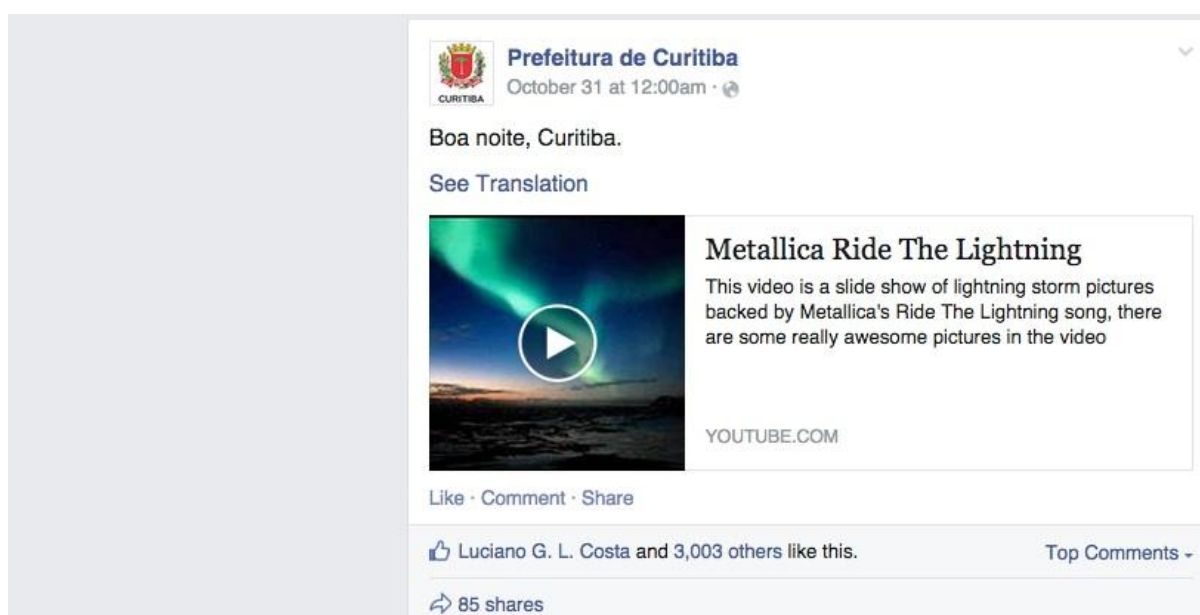 CURITIBA
Prefeitura de Curitiba
October 31 at 12:00am ·
Boa noite, Curitiba.
See Translation
Metallica Ride The Lightning
This video is a slide show of lightning storm pictures
backed by Metallica's Ride The Lightning song, there
are some really awesome pictures in the video
YOUTUBE.COM
Like · Comment · Share
Luciano G. L. Costa and 3,003 others like this.
Top Comments
85 shares